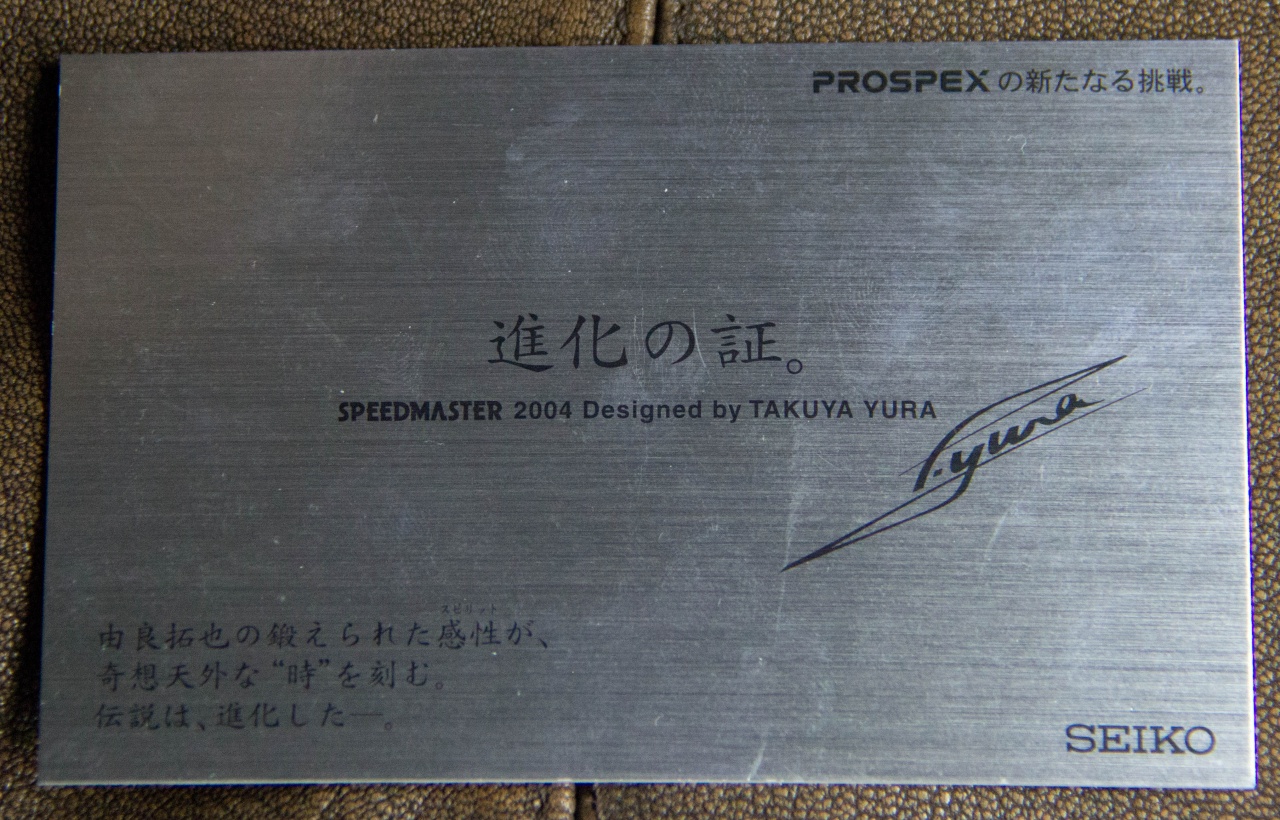 PROSPEXの新たなる挑戦。
進化の証。
SPEEDMASTER 2004 Designed by TAKUYA YURA
T.yura
スピリット
由良拓也の鍛えられた感性が、
奇想天外な“時”を刻む。
伝説は、進化した―。
SEIKO